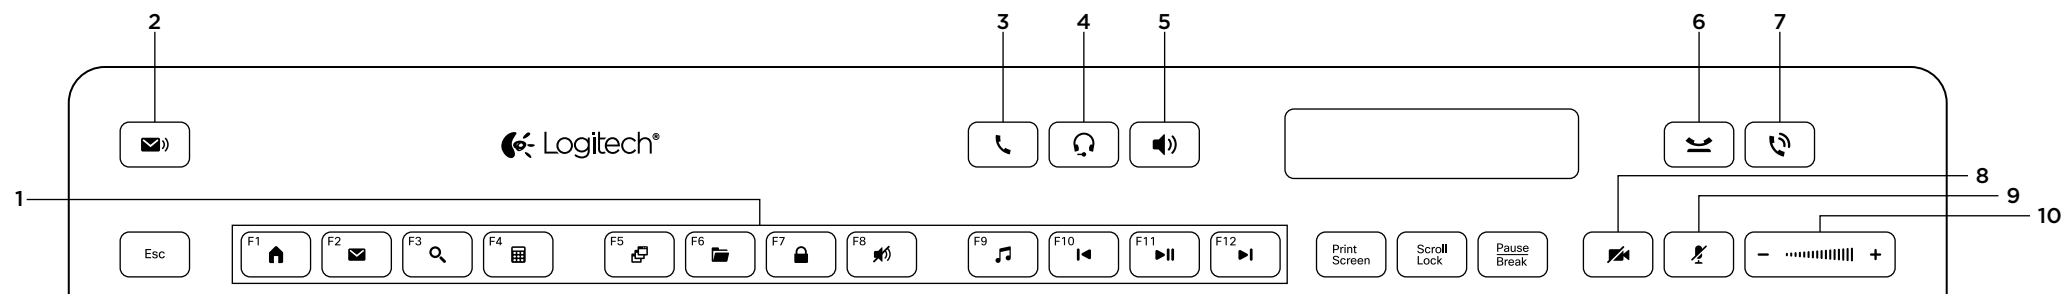 2
3
4
5
6
7
Logitech®
8
9
1
10
Esc
F1
F2
F3
F4
F5
F6
F7
F8
F9
F10
F11
F12
Print
Screen
Scroll
Lock
Pause
Break